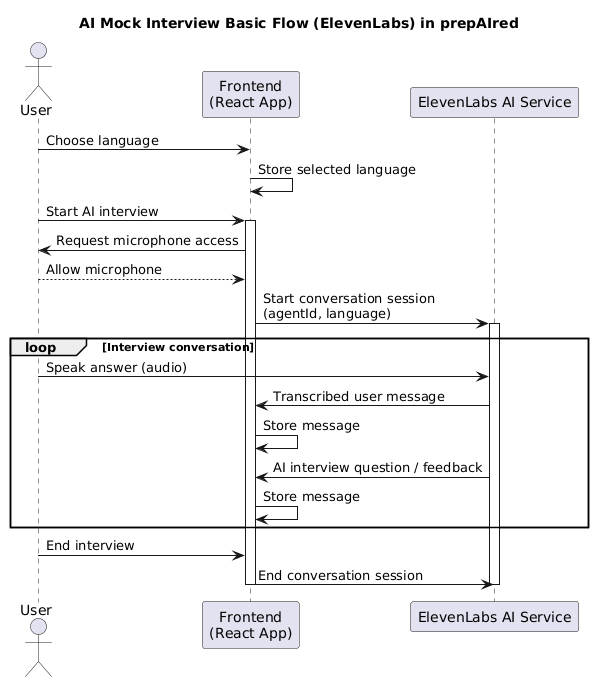 AI Mock Interview Basic Flow (ElevenLabs) in prepAIred
User
Frontend
(React App)
ElevenLabs AI Service
Choose language
Store selected language
Start AI interview
Request microphone access
Allow microphone
Start conversation session
(agentId, language)
loop [Interview conversation]
Speak answer (audio)
Transcribed user message
Store message
AI interview question / feedback
Store message
End interview
End conversation session
User
Frontend
(React App)
ElevenLabs AI Service